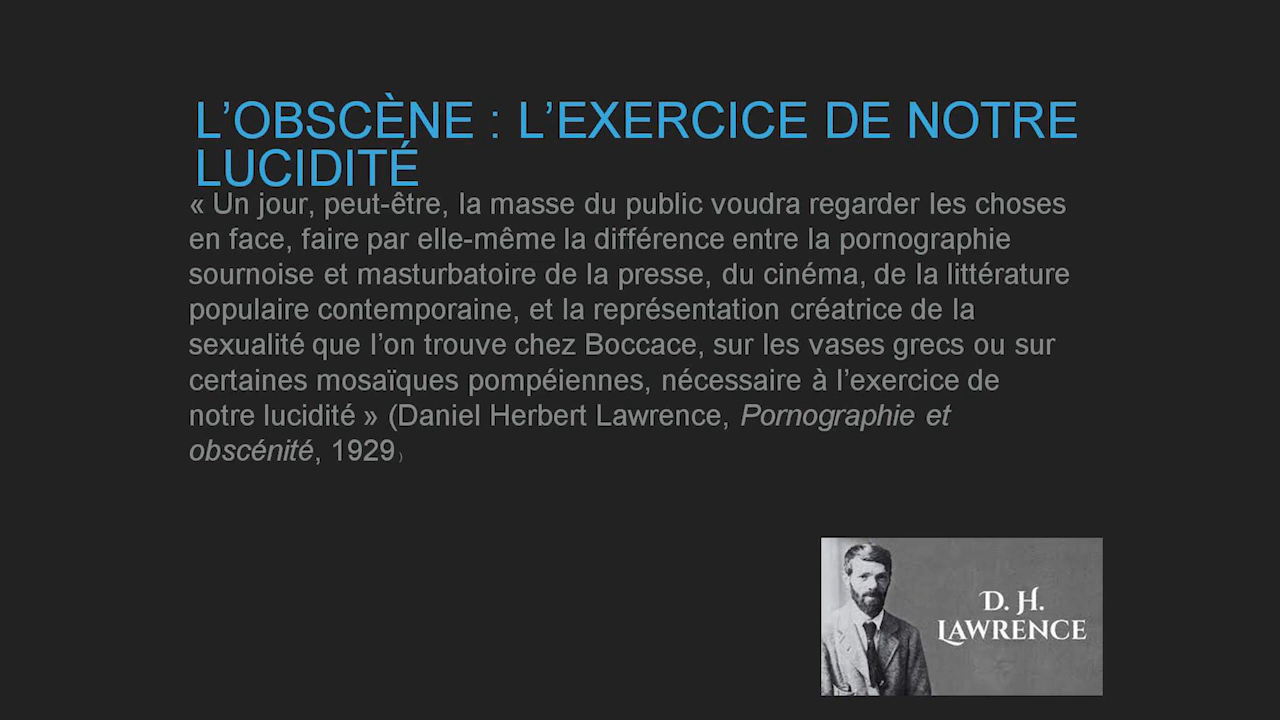 L’OBSCÈNE : L’EXERCICE DE NOTRE
LUCIDITÉ
« Un jour, peut-être, la masse du public voudra regarder les choses
en face, faire par elle-même la différence entre la pornographie
sournoise et masturbatoire de la presse, du cinéma, de la littérature
populaire contemporaine, et la représentation créatrice de la
sexualité que l’on trouve chez Boccace, sur les vases grecs ou sur
certaines mosaïques pompéiennes, nécessaire à l’exercice de
notre lucidité » (Daniel Herbert Lawrence, Pornographie et
obscénité, 1929)
D. H.
LAWRENCE